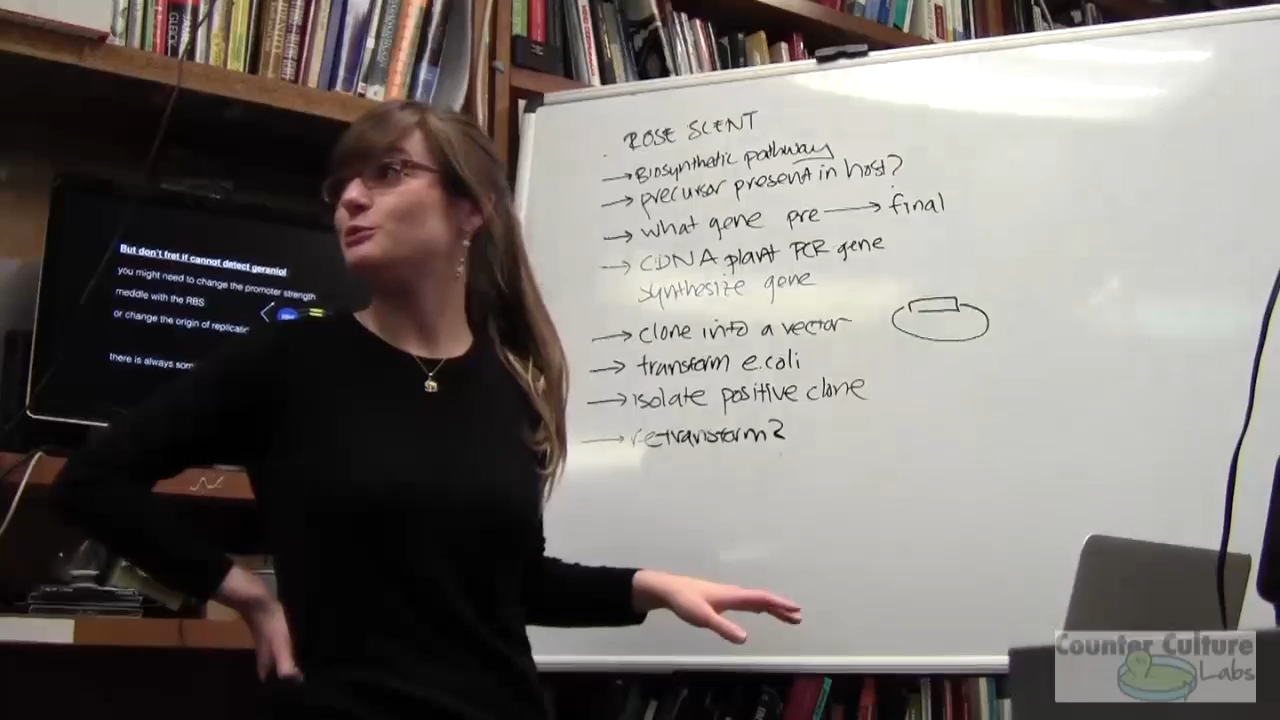 ROSE SCENT
→ Biosynthetic pathway
→ precursor present in host?
→ what gene pre → final
→ CDNA plant PCR gene
synthesize gene
→ clone into a vector
→ transform e.coli
→ isolate positive clone
→ retransform?
But don't fret if cannot detect geraniol
you might need to change the promoter strength
meddle with the RBS
or change the origin of
there is always
Counter Culture
Labs